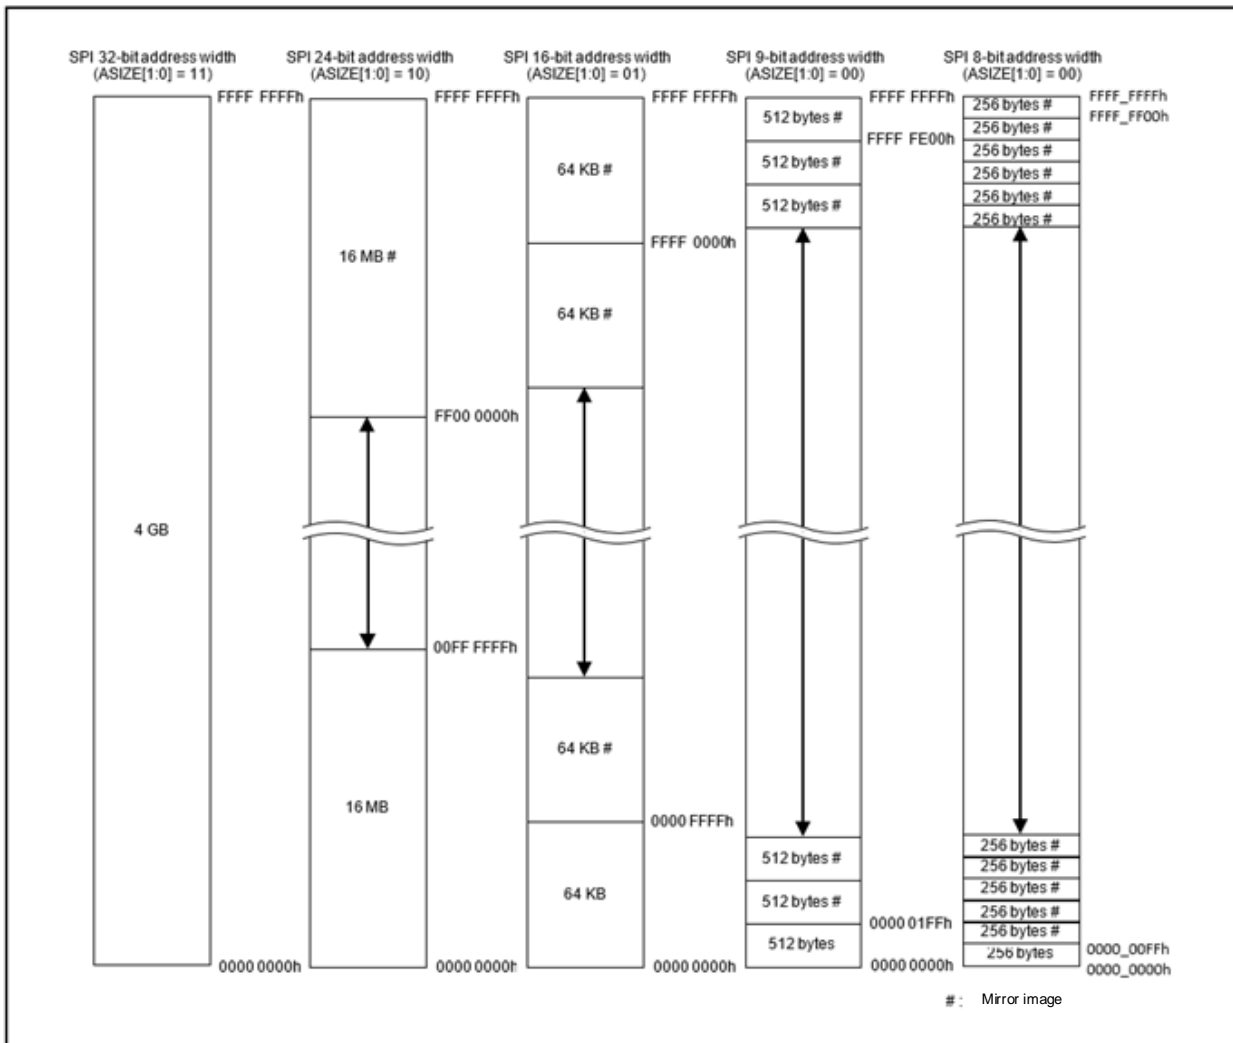 SPI 32-bit address width
(ASIZE[1:0] = 11)
SPI 24-bit address width
(ASIZE[1:0] = 10)
SPI 16-bit address width
(ASIZE[1:0] = 01)
SPI 9-bit address width
(ASIZE[1:0] = 00)
SPI 8-bit address width
(ASIZE[1:0] = 00)
FFFF FFFFh
4 GB
0000 0000h
FFFF FFFFh
16 MB #
FF00 0000h
00FF FFFFh
16 MB
0000 0000h
FFFF FFFFh
64 KB #
FFFF 0000h
64 KB #
64 KB #
0000 FFFFh
64 KB
0000 0000h
FFFF FFFFh
512 bytes #
FFFF FE00h
512 bytes #
512 bytes #
512 bytes #
512 bytes #
0000 01FFh
512 bytes
0000 0000h
FFFF_FFFFh
256 bytes #
FFFF_FF00h
256 bytes #
256 bytes #
256 bytes #
256 bytes #
256 bytes #
256 bytes #
256 bytes #
256 bytes #
256 bytes #
256 bytes #
256 bytes
0000_00FFh
0000_0000h
# : Mirror image